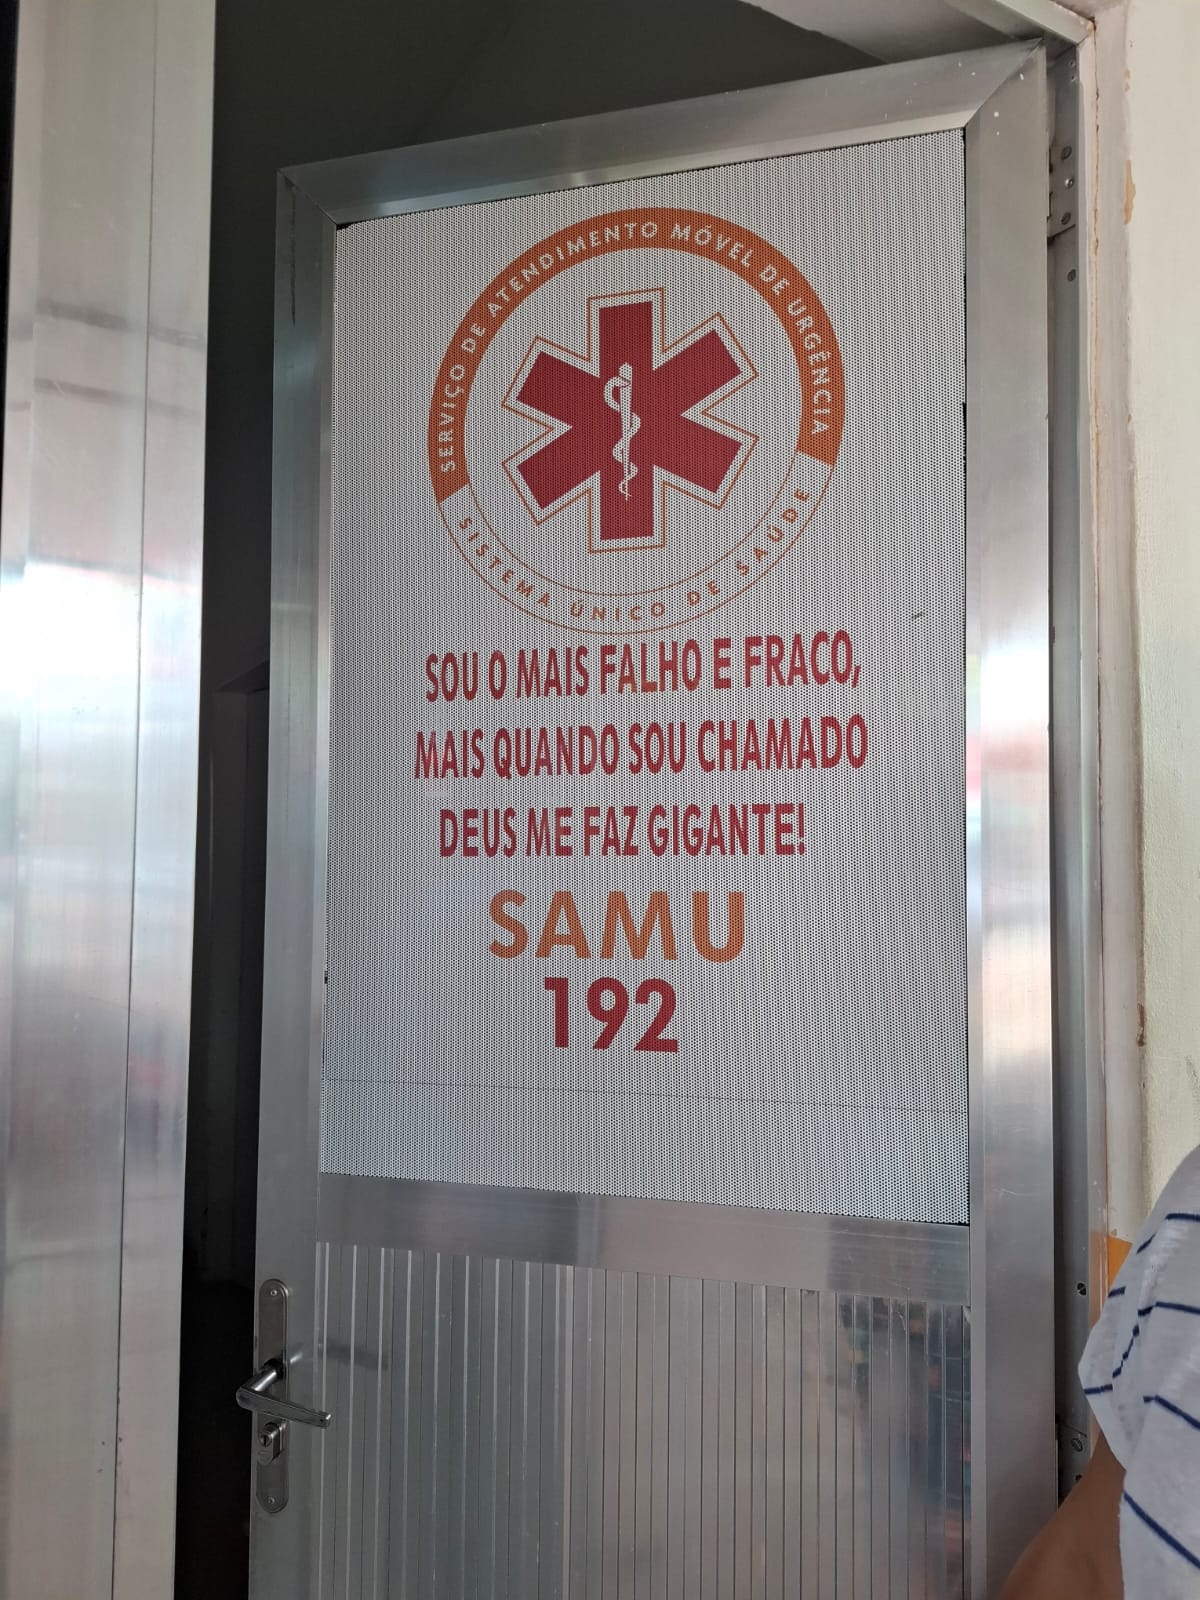 SERVIÇO DE ATENDIMENTO MÓVEL DE URGÊNCIA
SISTEMA ÚNICO DE SAÚDE
SOU O MAIS FALHO E FRACO,
MAIS QUANDO SOU CHAMADO
DEUS ME FAZ GIGANTE!
SAMU
192